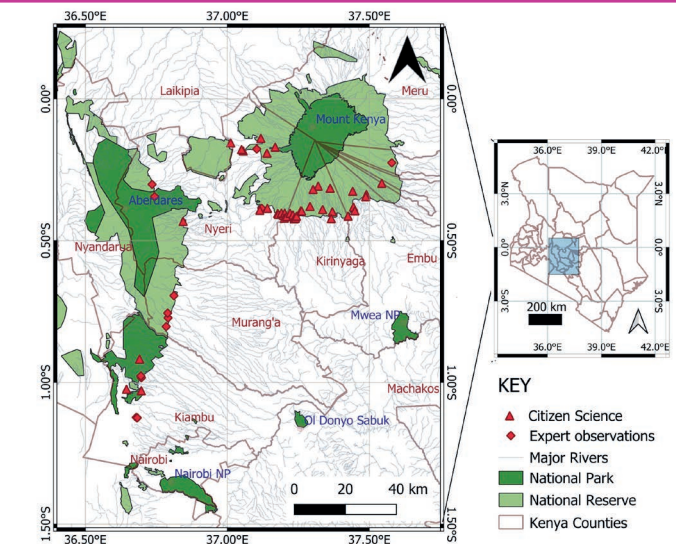 36.50°E 37.00°E 37.50°E
0.00° 0.00°
Laikipia
Meru
Mount Kenya
Aberdares
Nyeri
Nyandarua
0.50°S 0.50°S
Kirinyaga
Embu
Murang'a
Mwea NP
1.00°S 1.00°S
Machakos
Kiambu
Ol Donyo Sabuk
Nairobi
Nairobi NP
0 20 40 km
1.50°S 1.50°S
36.50°E 37.00°E 37.50°E
36.0°E 39.0°E 42.0°E
3.0°N 3.0°N
0.0° 0.0°
3.0°S 3.0°S
200 km
36.0°E 39.0°E 42.0°E
KEY
Citizen Science
Expert observations
Major Rivers
National Park
National Reserve
Kenya Counties